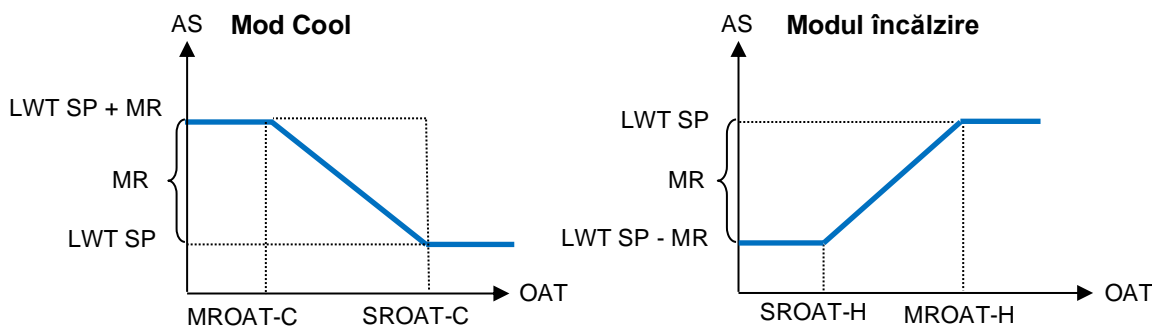 AS Mod Cool
LWT SP + MR
MR
LWT SP
OAT
MROAT-C SROAT-C
AS Modul încălzire
LWT SP
MR
LWT SP - MR
OAT
SROAT-H MROAT-H